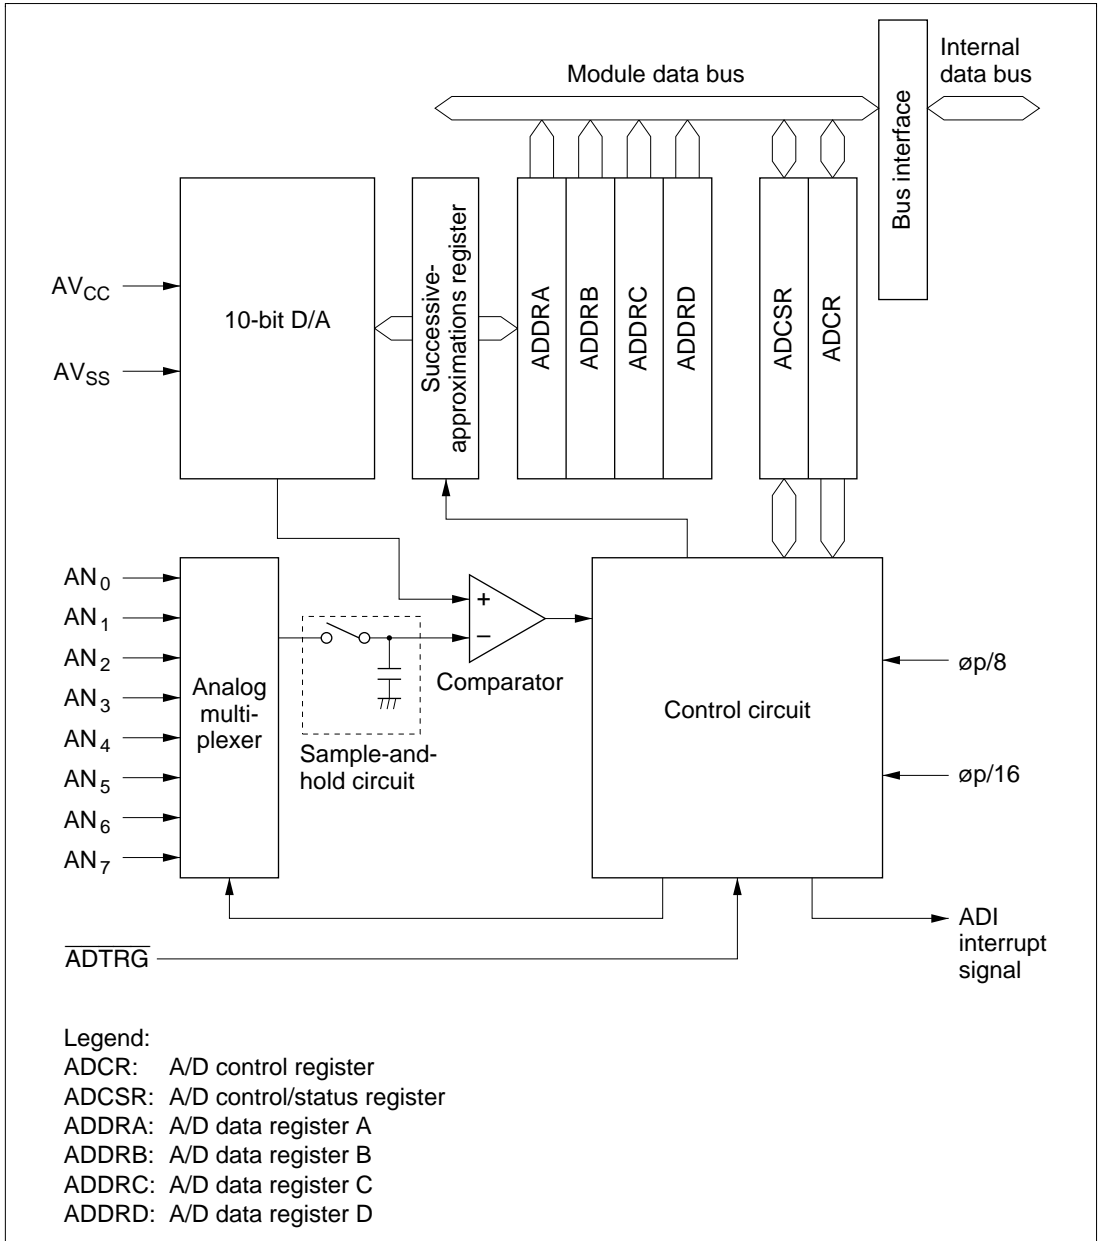 Internal
data bus
Module data bus
Bus interface
AVCC
AVSS
10-bit D/A
Successive-
approximations register
ADDRA
ADDRB
ADDRC
ADDRD
ADCSR
ADCR
AN0
AN1
AN2
AN3
AN4
AN5
AN6
AN7
Analog
multi-
plexer
Sample-and-
hold circuit
+
−
Comparator
Control circuit
øp/8
øp/16
ADTRG
ADI
interrupt
signal
Legend:
ADCR: A/D control register
ADCSR: A/D control/status register
ADDRA: A/D data register A
ADDRB: A/D data register B
ADDRC: A/D data register C
ADDRD: A/D data register D